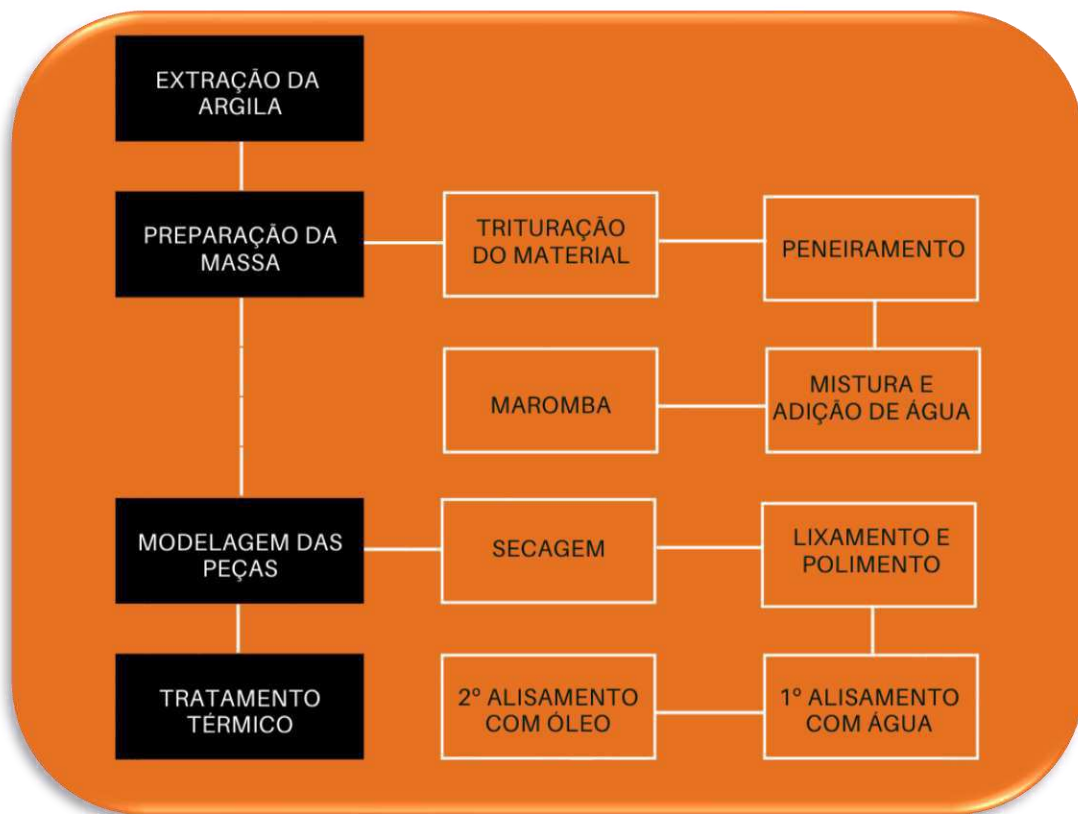 EXTRAÇÃO DA
ARGILA
PREPARAÇÃO DA
MASSA
TRITURAÇÃO
DO MATERIAL
PENEIRAMENTO
MAROMBA
MISTURA E
ADIÇÃO DE ÁGUA
MODELAGEM DAS
PEÇAS
SECAGEM
LIXAMENTO E
POLIMENTO
TRATAMENTO
TÉRMICO
2º ALISAMENTO
COM ÓLEO
1º ALISAMENTO
COM ÁGUA